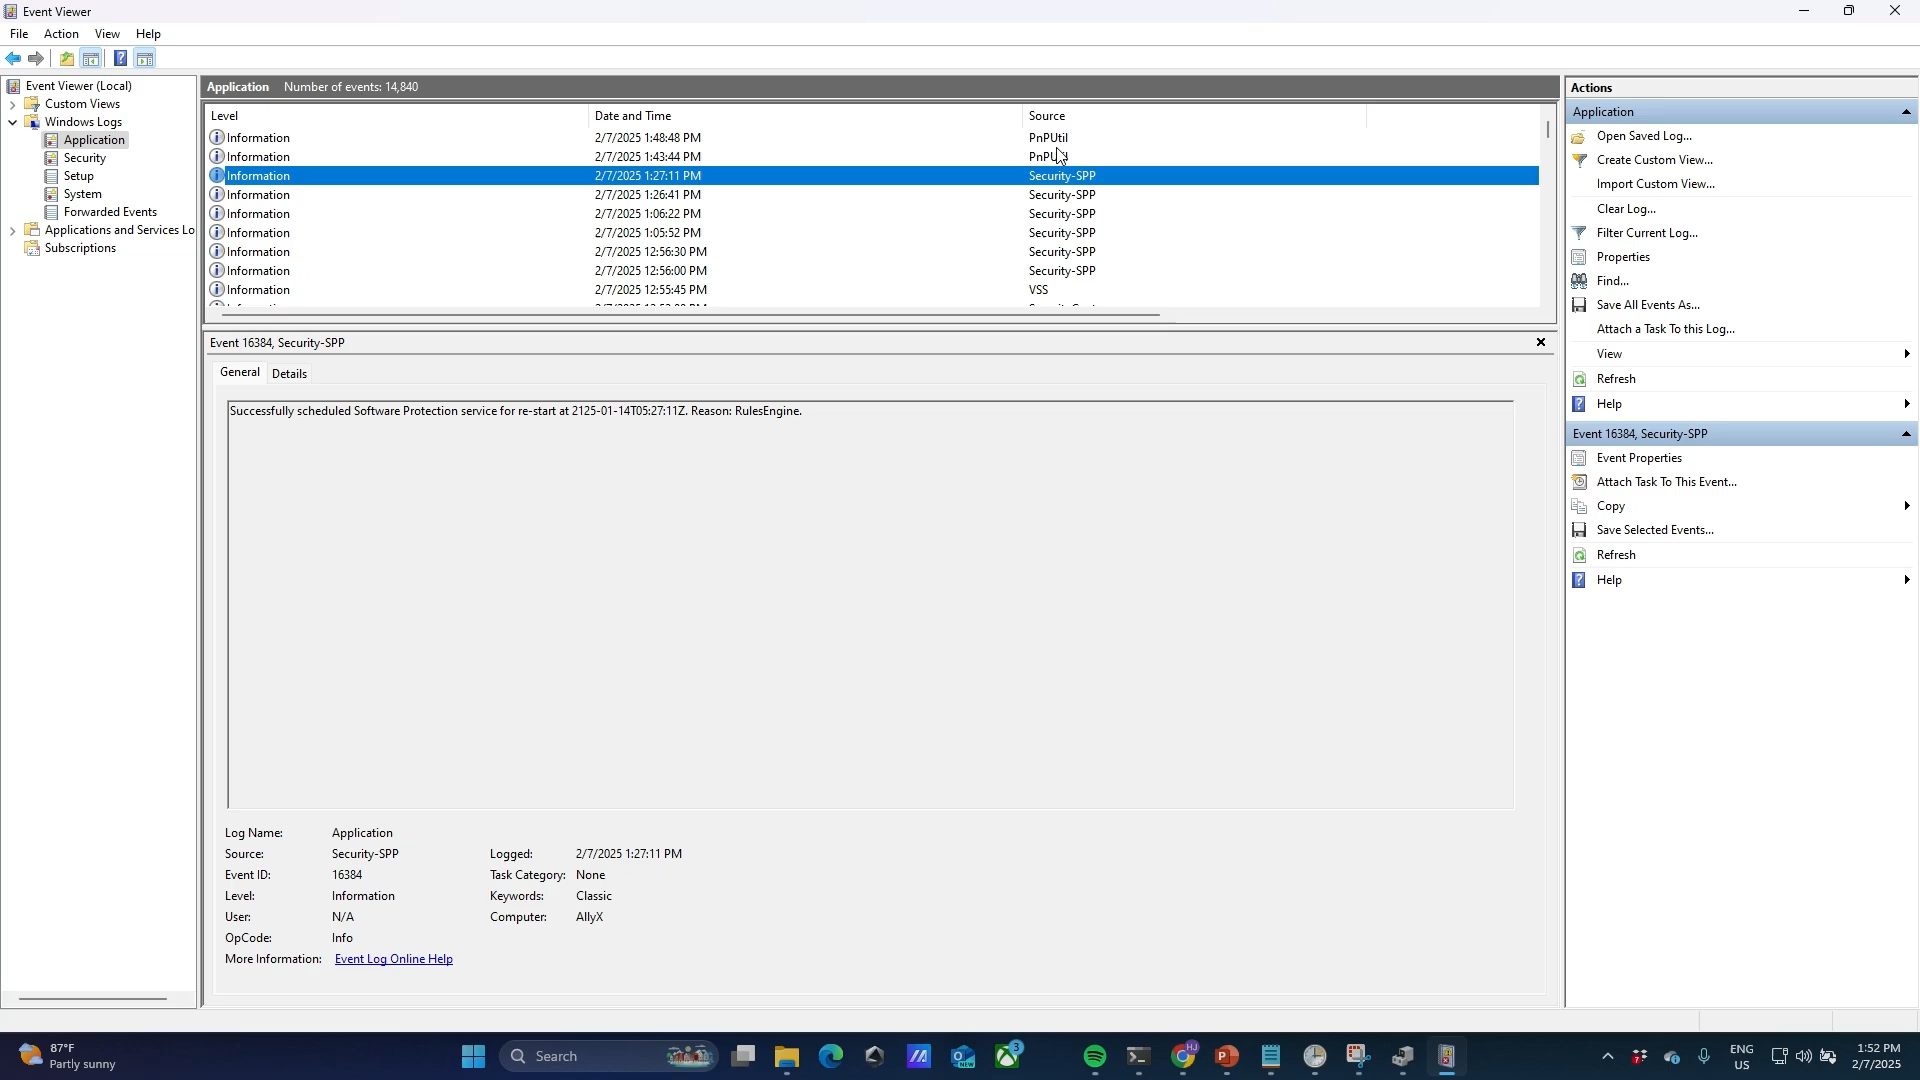 Event Viewer
File Action View Help
Event Viewer (Local)
Custom Views
Windows Logs
Application
Security
Setup
System
Forwarded Events
Applications and Services Lo
Subscriptions
Application Number of events: 14,840
Level Date and Time Source
Information 2/7/2025 1:48:48 PM PnPUtil
Information 2/7/2025 1:43:44 PM
Information 2/7/2025 1:27:11 PM Security-SPP
Information 2/7/2025 1:26:41 PM Security-SPP
Information 2/7/2025 1:06:22 PM Security-SPP
Information 2/7/2025 1:05:52 PM Security-SPP
Information 2/7/2025 12:56:30 PM Security-SPP
Information 2/7/2025 12:56:00 PM Security-SPP
Information 2/7/2025 12:55:45 PM VSS
Event 16384, Security-SPP
General Details
Successfully scheduled Software Protection service for re-start at 2125-01-14T05:27:11Z. Reason: RulesEngine.
Log Name: Application
Source: Security-SPP Logged: 2/7/2025 1:27:11 PM
Event ID: 16384 Task Category: None
Level: Information Keywords: Classic
User: N/A Computer: AllyX
OpCode: Info
More Information: Event Log Online Help
Actions
Application
Open Saved Log...
Create Custom View...
Import Custom View...
Clear Log...
Filter Current Log...
Properties
Find...
Save All Events As...
Attach a Task To this Log...
View
Refresh
Help
Event 16384, Security-SPP
Event Properties
Attach Task To This Event...
Copy
Save Selected Events...
Refresh
Help
87°F
Partly sunny
Search
NEW
3
HJ
7
ENG
US
1:52 PM
2/7/2025